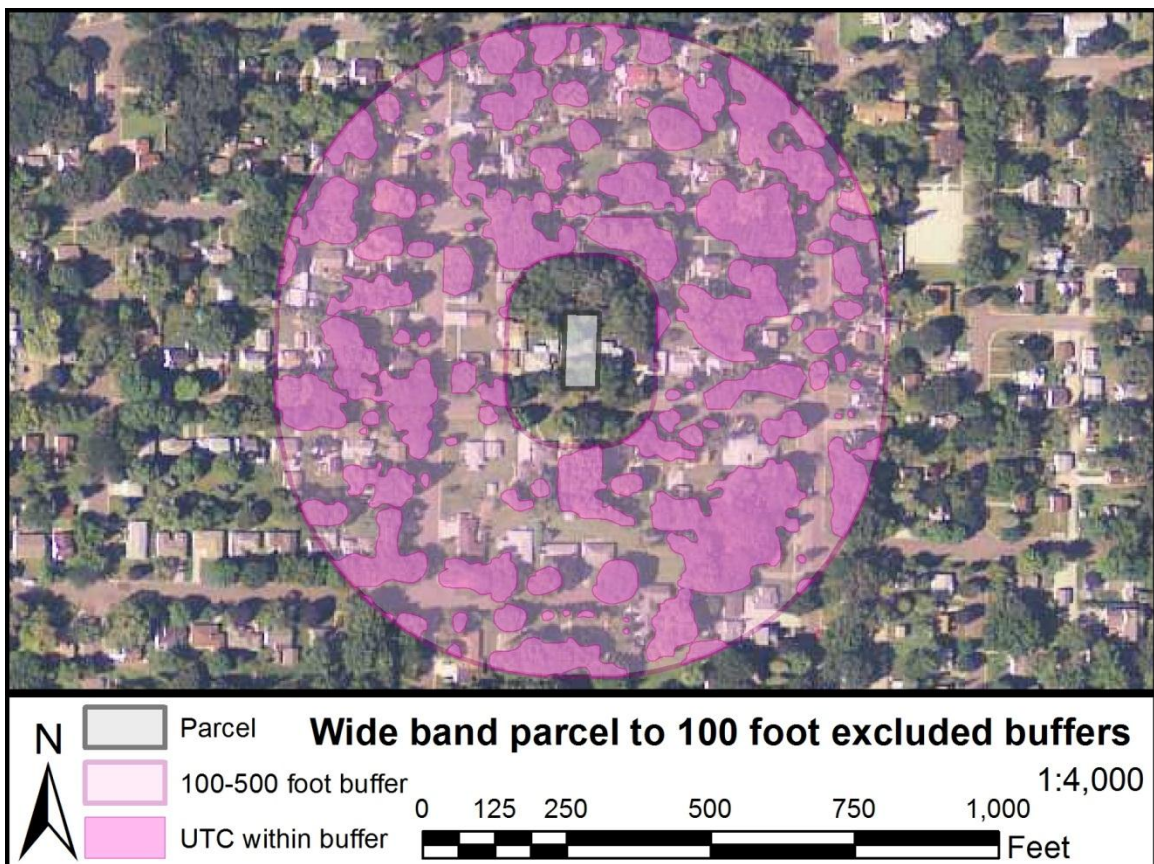 N
Parcel
Wide band parcel to 100 foot excluded buffers
100-500 foot buffer
1:4,000
0 125 250 500 750 1,000
UTC within buffer
Feet